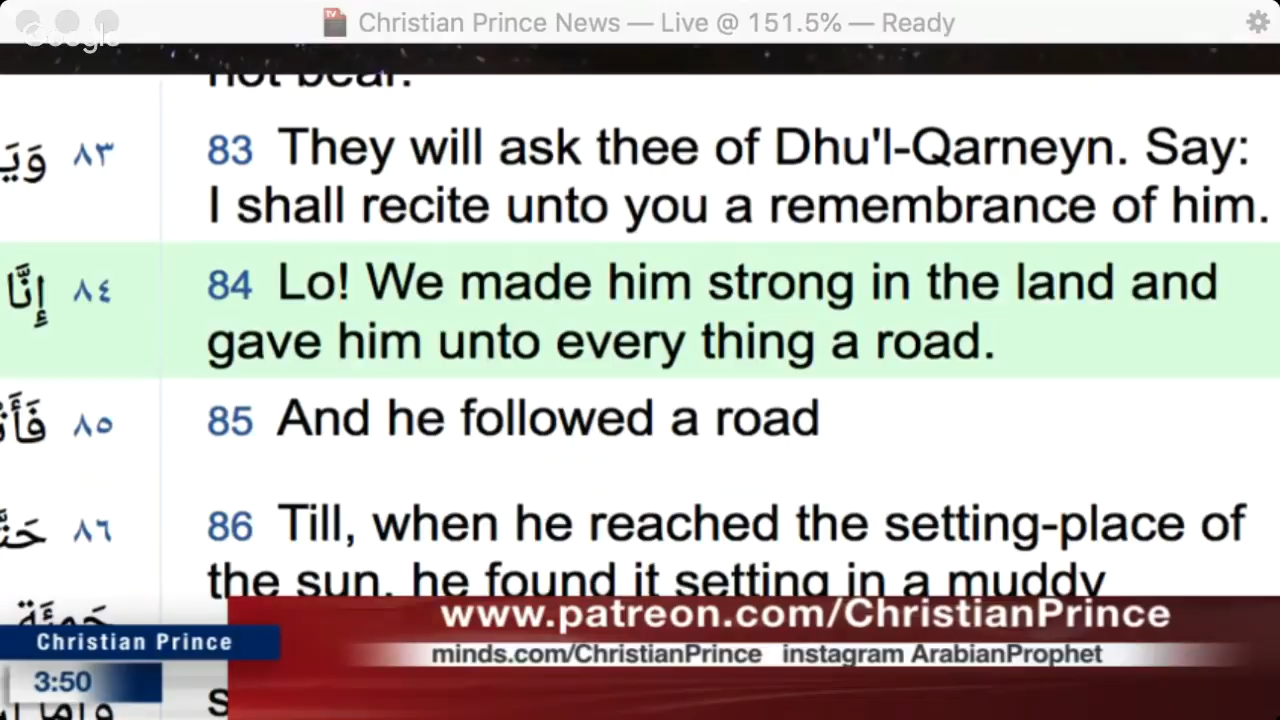 Christian Prince News — Live @ 151.5% — Ready
Google
not bear.
83 They will ask thee of Dhu'l-Qarneyn. Say:
I shall recite unto you a remembrance of him.
٨٣
84 Lo! We made him strong in the land and
gave him unto every thing a road.
إِنَّا ٨٤
85 And he followed a road
٨٥
86 Till, when he reached the setting-place of
the sun, he found it setting in a muddy
٨٦
حَمِئَةٍ
www.patreon.com/ChristianPrince
Christian Prince
minds.com/ChristianPrince instagram ArabianProphet
3:50